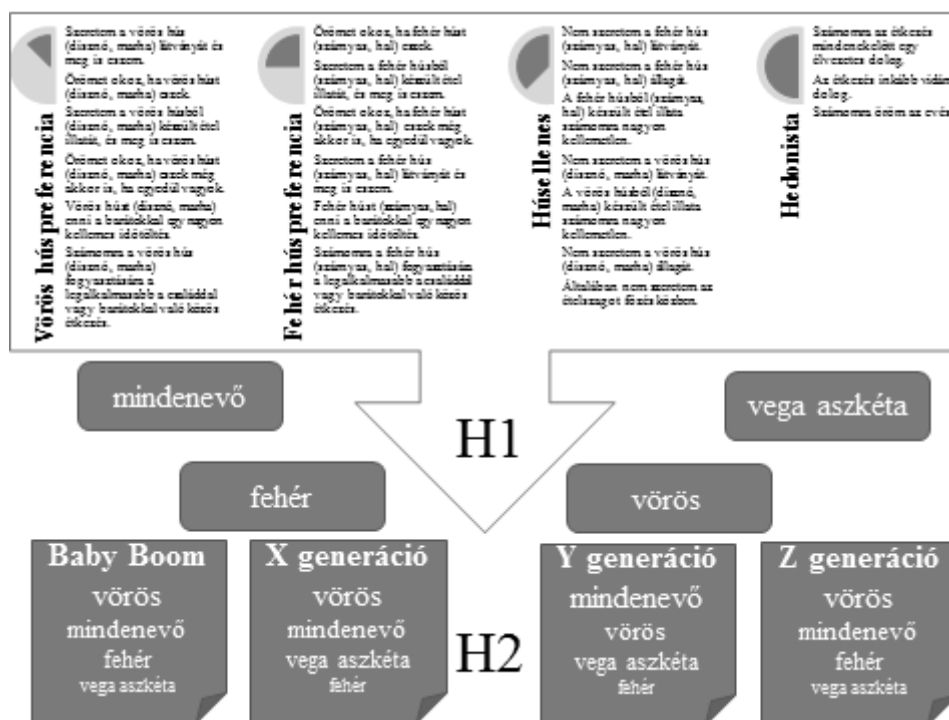 Vörös húspreferencia
Szeretem a vörös hús
(disznó, marha) látványát és
meg is eszem.
Örömet okoz, ha vörös húst
(disznó, marha) eszek.
Szeretem a vörös húsból
(disznó, marha) készült étel
illatát, és meg is eszem.
Örömet okoz, ha vörös húst
(disznó, marha) eszek még
akkor is, ha egyedül vagyok.
Vörös húst (disznó, marha)
enni a barátokkal egy nagyon
kellemes időtöltés.
Számomra a vörös hús
(disznó, marha)
fogyasztására a
legalkalmasabb a családdal
vagy barátokkal való közös
étkezés.
Fehér húspreferencia
Örömet okoz, ha fehér húst
(szárnyas, hal) eszek.
Szeretem a fehér húsból
(szárnyas, hal) készült étel
illatát, és meg is eszem.
Örömet okoz, ha fehér húst
(szárnyas, hal) eszek még
akkor is, ha egyedül vagyok.
Szeretem a fehér hús
(szárnyas, hal) látványát és
meg is eszem.
Fehér húst (szárnyas, hal)
enni a barátokkal egy nagyon
kellemes időtöltés.
Számomra a fehér hús
(szárnyas, hal) fogyasztására
a legalkalmasabb a családdal
vagy barátokkal való közös
étkezés.
Húsellenes
Nem szeretem a fehér hús
(szárnyas, hal) látványát.
Nem szeretem a fehér hús
(szárnyas, hal) állagát.
A fehér húsból (szárnyas,
hal) készült étel illata
számomra nagyon
kellemetlen.
Nem szeretem a vörös hús
(disznó, marha) látványát.
A vörös húsból (disznó,
marha) készült étel illata
számomra nagyon
kellemetlen.
Nem szeretem a vörös hús
(disznó, marha) állagát.
Általában nem szeretem az
ételszagot főzés közben.
Hedonista
Számomra az étkezés
mindenekelőtt egy
élvezetes dolog.
Az étkezés inkább vidám
dolog.
Számomra öröm az evés
mindenevő
vega aszkéta
H1
fehér
vörös
Baby Boom
vörös
mindenevő
fehér
vega aszkéta
X generáció
vörös
mindenevő
vega aszkéta
fehér
H2
Y generáció
mindenevő
vörös
vega aszkéta
fehér
Z generáció
vörös
mindenevő
fehér
vega aszkéta